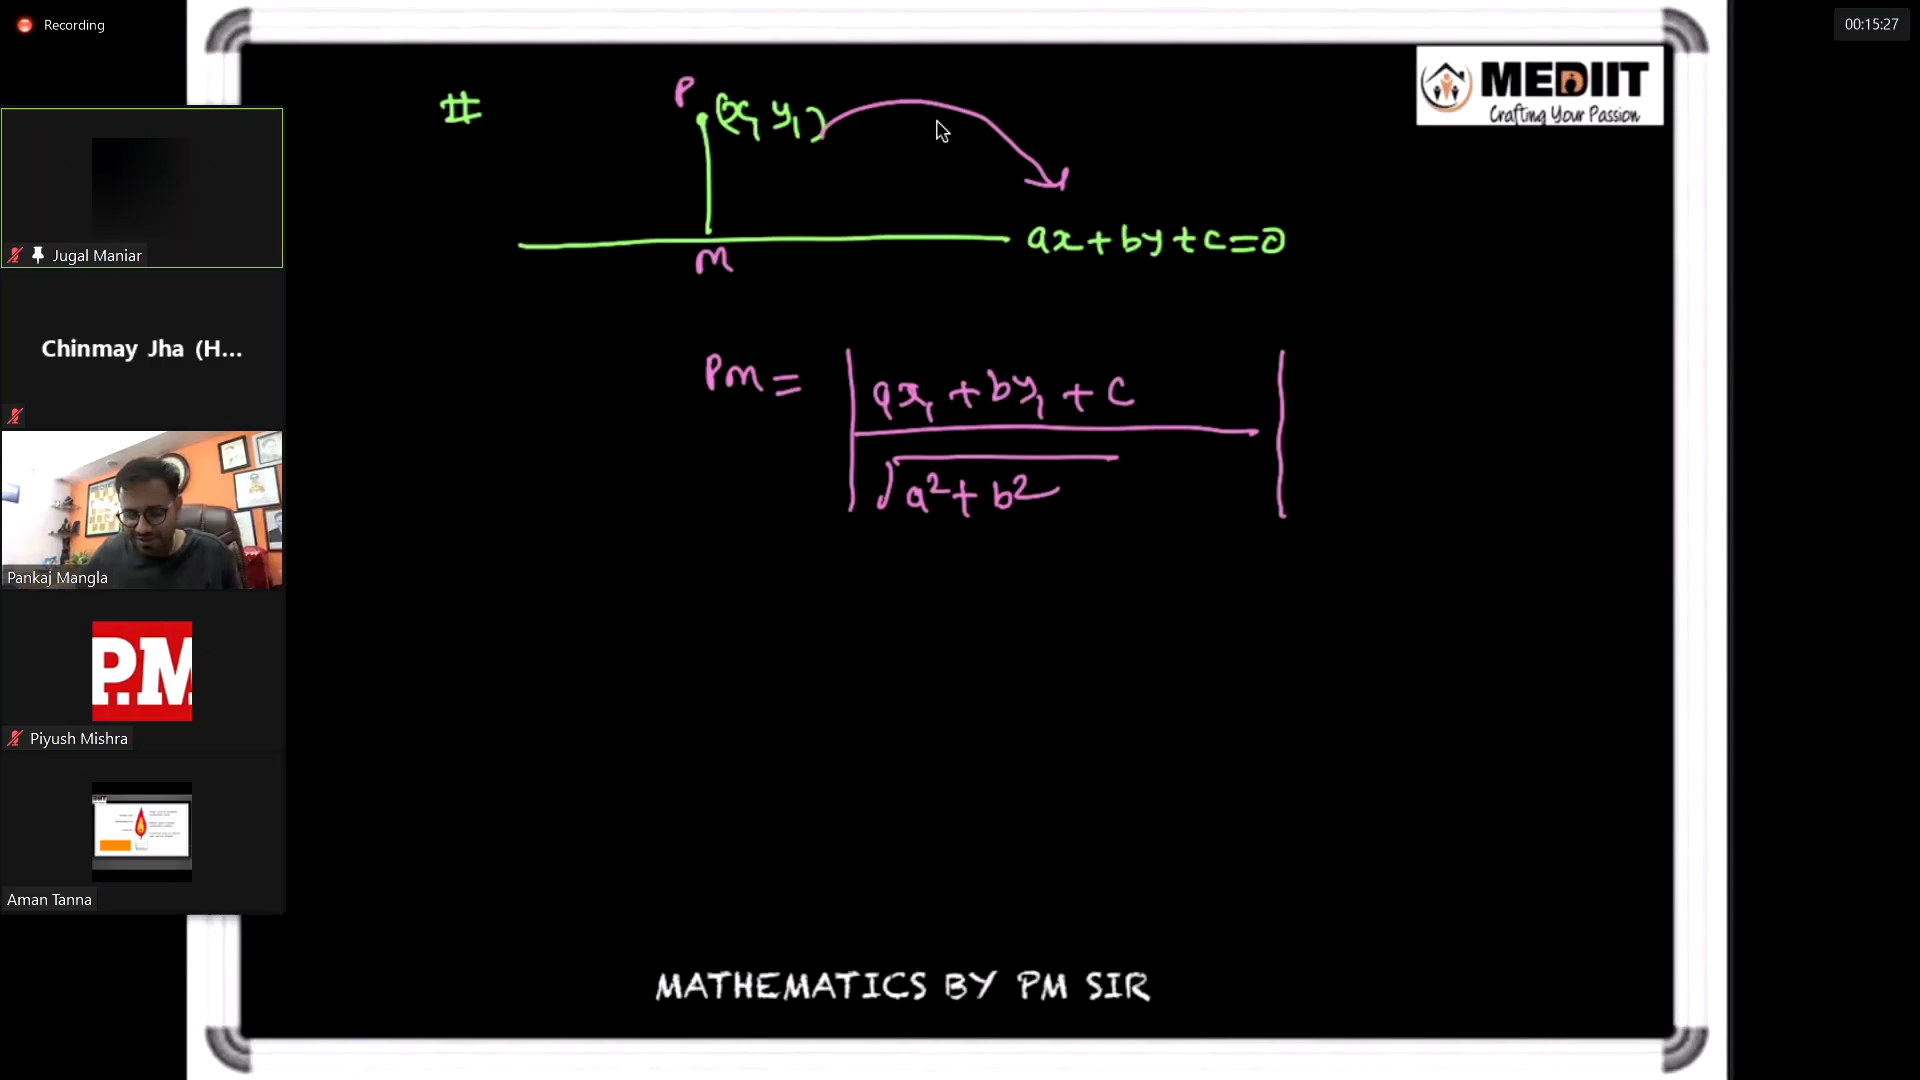 Recording
00:15:27
MEDIIT
Crafting Your Passion
#
P
(x₁ y₁)
M
ax+by+c=0
PM = | ax₁ + by₁ + c / √a²+b² |
Jugal Maniar
Chinmay Jha (H...
Pankaj Mangla
P.M.
Piyush Mishra
Aman Tanna
MATHEMATICS BY PM SIR